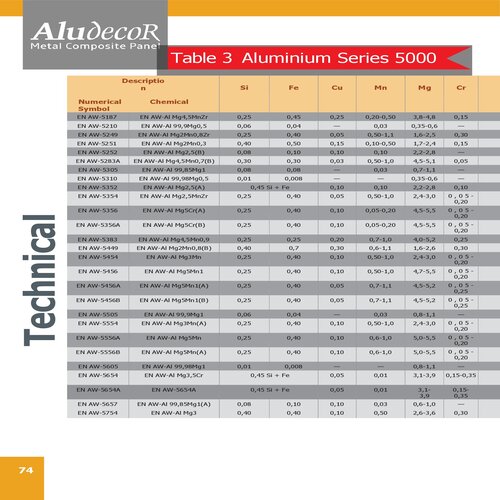 ALUDECOR
Metal Composite Panel
Table 3 Aluminium Series 5000
Descriptio
n Si Fe Cu Mn Mg Cr
Numerical Chemical
Symbol
EN AW-5187 EN AW-Al Mg4,5MnZr 0,25 0,45 0,25 0,20-0,50 3,8-4,8 0,15
EN AW-5210 EN AW-Al 99,9Mg0,5 0,06 0,04 — 0,03 0,35-0,6 —
EN AW-5249 EN AW-Al Mg2Mn0,8Zr 0,40 0,20 0,05 0,50-1,1 1,6-2,5 0,30
EN AW-5251 EN AW-Al Mg2Mn0,3 0,40 0,50 0,15 0,10-0,50 1,7-2,4 0,15
EN AW-5252 EN AW-Al Mg2,5(B) 0,08 0,10 0,10 0,10 2,2-2,8 —
EN AW-5283A EN AW-Al Mg4,5Mn0,7(B) 0,30 0,30 0,03 0,50-1,0 4,5-5,1 0,05
EN AW-5305 EN AW-Al 99,85Mg1 0,08 0,08 — 0,03 0,7-1,1 —
EN AW-5310 EN AW-Al 99,98Mg0,5 0,01 0,008 — — 0,35-0,6 —
EN AW-5352 EN AW-Al Mg2,5(A) 0,45 Si + Fe 0,10 0,10 2,2-2,8 0,10
EN AW-5354 EN AW-Al Mg2,5MnZr 0,25 0,40 0,05 0,50-1,0 2,4-3,0 0,05-
0,20
EN AW-5356 EN AW-Al Mg5Cr(A) 0,25 0,40 0,10 0,05-0,20 4,5-5,5 0,05-
0,20
EN AW-5356A EN AW-Al Mg5Cr(B) 0,25 0,40 0,10 0,05-0,20 4,5-5,5 0,05-
0,20
EN AW-5383 EN AW-Al Mg4,5Mn0,9 0,25 0,25 0,20 0,7-1,0 4,0-5,2 0,25
EN AW-5449 EN AW-Al Mg2Mn0,8(B) 0,40 0,7 0,30 0,6-1,1 1,6-2,6 0,30
EN AW-5454 EN AW-Al Mg3Mn 0,25 0,40 0,10 0,50-1,0 2,4-3,0 0,05-
0,20
EN AW-5456 EN AW-Al Mg5Mn1 0,25 0,40 0,10 0,50-1,0 4,7-5,5 0,05-
0,20
EN AW-5456A EN AW-Al Mg5Mn1(A) 0,25 0,40 0,05 0,7-1,1 4,5-5,2 0,05-
0,25
EN AW-5456B EN AW-Al Mg5Mn1(B) 0,25 0,40 0,05 0,7-1,1 4,5-5,2 0,05-
0,25
EN AW-5505 EN AW-Al 99,9Mg1 0,06 0,04 — 0,03 0,8-1,1 —
EN AW-5554 EN AW-Al Mg3Mn(A) 0,25 0,40 0,10 0,50-1,0 2,4-3,0 0,05-
0,20
EN AW-5556A EN AW-Al Mg5Mn 0,25 0,40 0,10 0,6-1,0 5,0-5,5 0,05-
0,20
EN AW-5556B EN AW-Al Mg5Mn(A) 0,25 0,40 0,10 0,6-1,0 5,0-5,5 0,05-
0,20
EN AW-5605 EN AW-Al 99,98Mg1 0,01 0,008 — — 0,8-1,1 —
EN AW-5654 EN AW-Al Mg3,5Cr 0,45 Si + Fe 0,05 0,01 3,1-3,9 0,15-0,35
EN AW-5654A EN AW-5654A 0,45 Si + Fe 0,05 0,01 3,1-
3,9 0,15-
0,35
EN AW-5657 EN AW-Al 99,85Mg1(A) 0,08 0,10 0,10 0,03 0,6-1,0 —
EN AW-5754 EN AW-Al Mg3 0,40 0,40 0,10 0,50 2,6-3,6 0,30
Technical
74